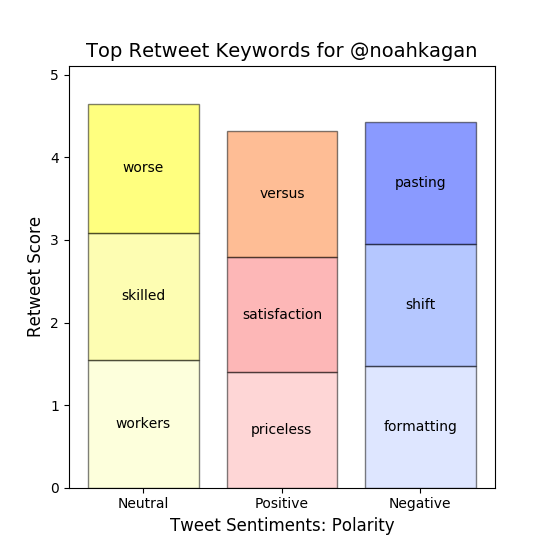 Top Retweet Keywords for @noahkagan
5
4
3
2
1
0
Retweet Score
worse
skilled
workers
versus
satisfaction
priceless
pasting
shift
formatting
Neutral
Positive
Negative
Tweet Sentiments: Polarity